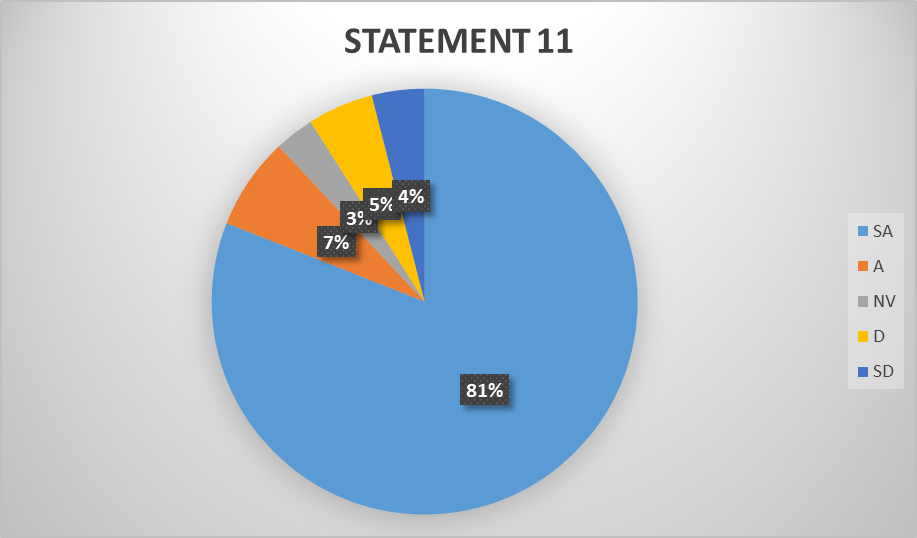 STATEMENT 11
4%
5%
3%
7%
81%
SA
A
NV
D
SD